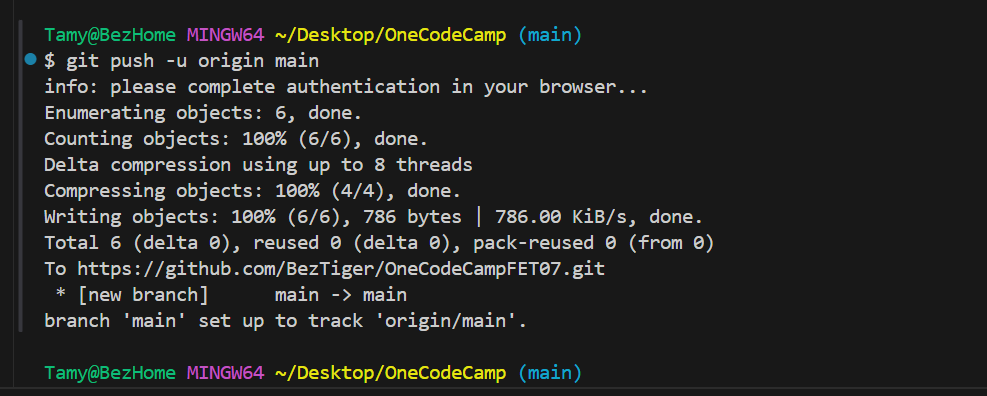 Tamy@BezHome MINGW64 ~/Desktop/OneCodeCamp (main)
$ git push -u origin main
info: please complete authentication in your browser...
Enumerating objects: 6, done.
Counting objects: 100% (6/6), done.
Delta compression using up to 8 threads
Compressing objects: 100% (4/4), done.
Writing objects: 100% (6/6), 786 bytes | 786.00 KiB/s, done.
Total 6 (delta 0), reused 0 (delta 0), pack-reused 0 (from 0)
To https://github.com/BezTiger/OneCodeCampFET07.git
 * [new branch]      main -> main
branch 'main' set up to track 'origin/main'.
Tamy@BezHome MINGW64 ~/Desktop/OneCodeCamp (main)